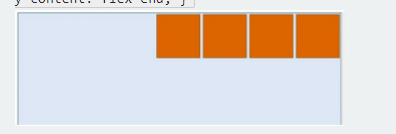 y-content: flex-end; }